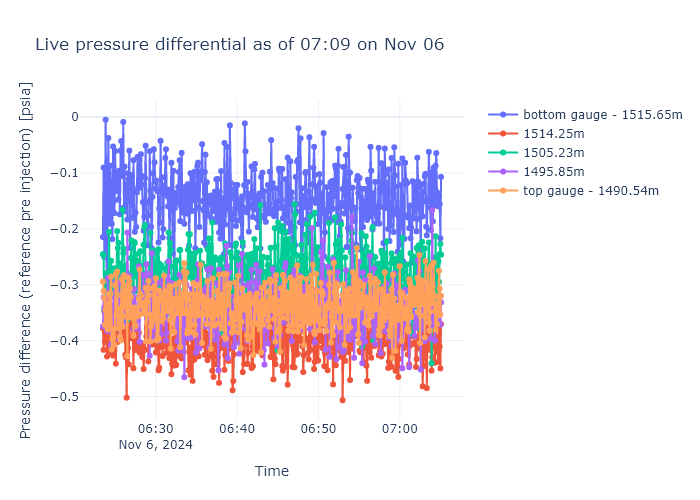 Live pressure differential as of 07:09 on Nov 06
Pressure difference (reference pre injection) [psia]
0
−0.1
−0.2
−0.3
−0.4
−0.5
06:30
Nov 6, 2024
06:40
06:50
07:00
Time
bottom gauge - 1515.65m
1514.25m
1505.23m
1495.85m
top gauge - 1490.54m